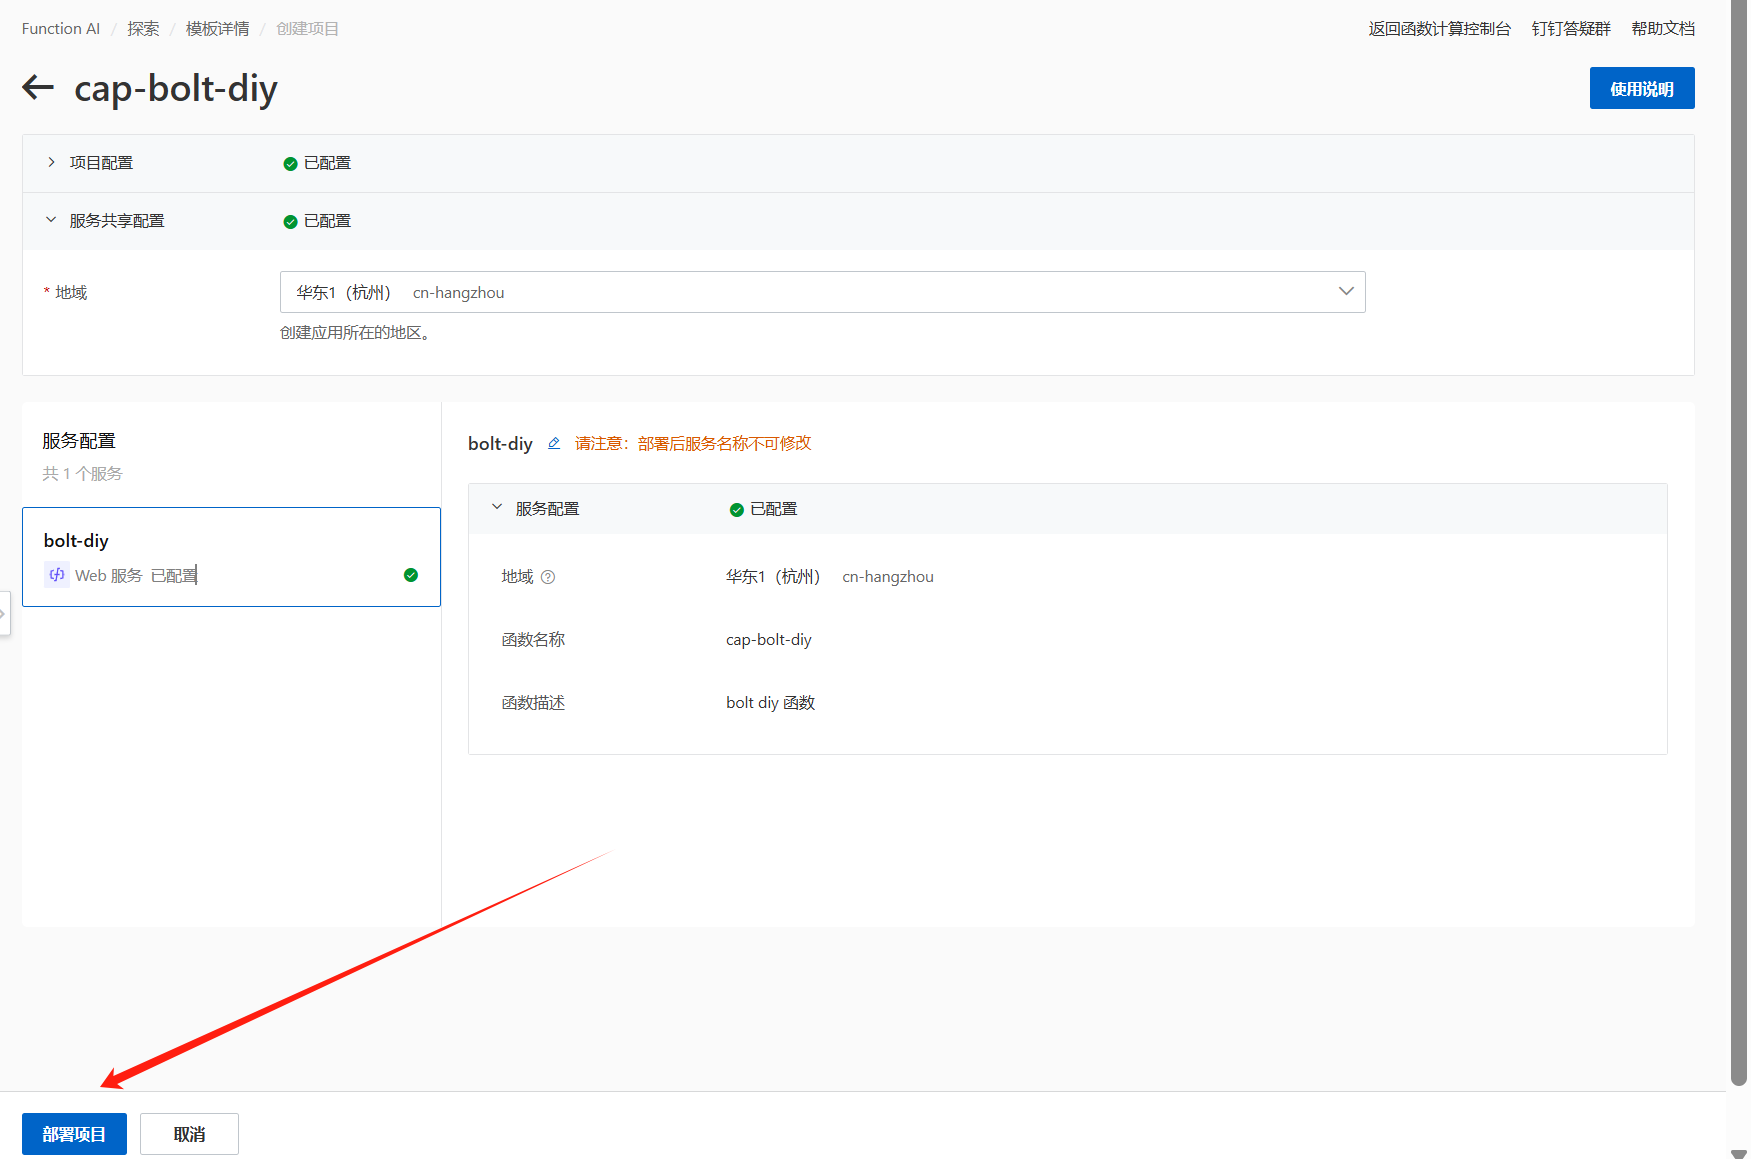 Function AI / 探索 / 模板详情 / 创建项目
返回函数计算控制台 钉钉答疑群 帮助文档
cap-bolt-diy
使用说明
项目配置 已配置
服务共享配置 已配置
* 地域 华东1（杭州） cn-hangzhou
创建应用所在的地区。
服务配置
共 1 个服务
bolt-diy
Web 服务 已配置
bolt-diy 请注意：部署后服务名称不可修改
服务配置 已配置
地域 华东1（杭州） cn-hangzhou
函数名称 cap-bolt-diy
函数描述 bolt diy 函数
部署项目 取消